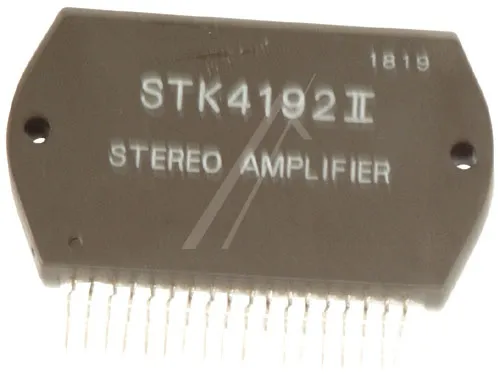 1819
STK4192II
STEREO AMPLIFIER